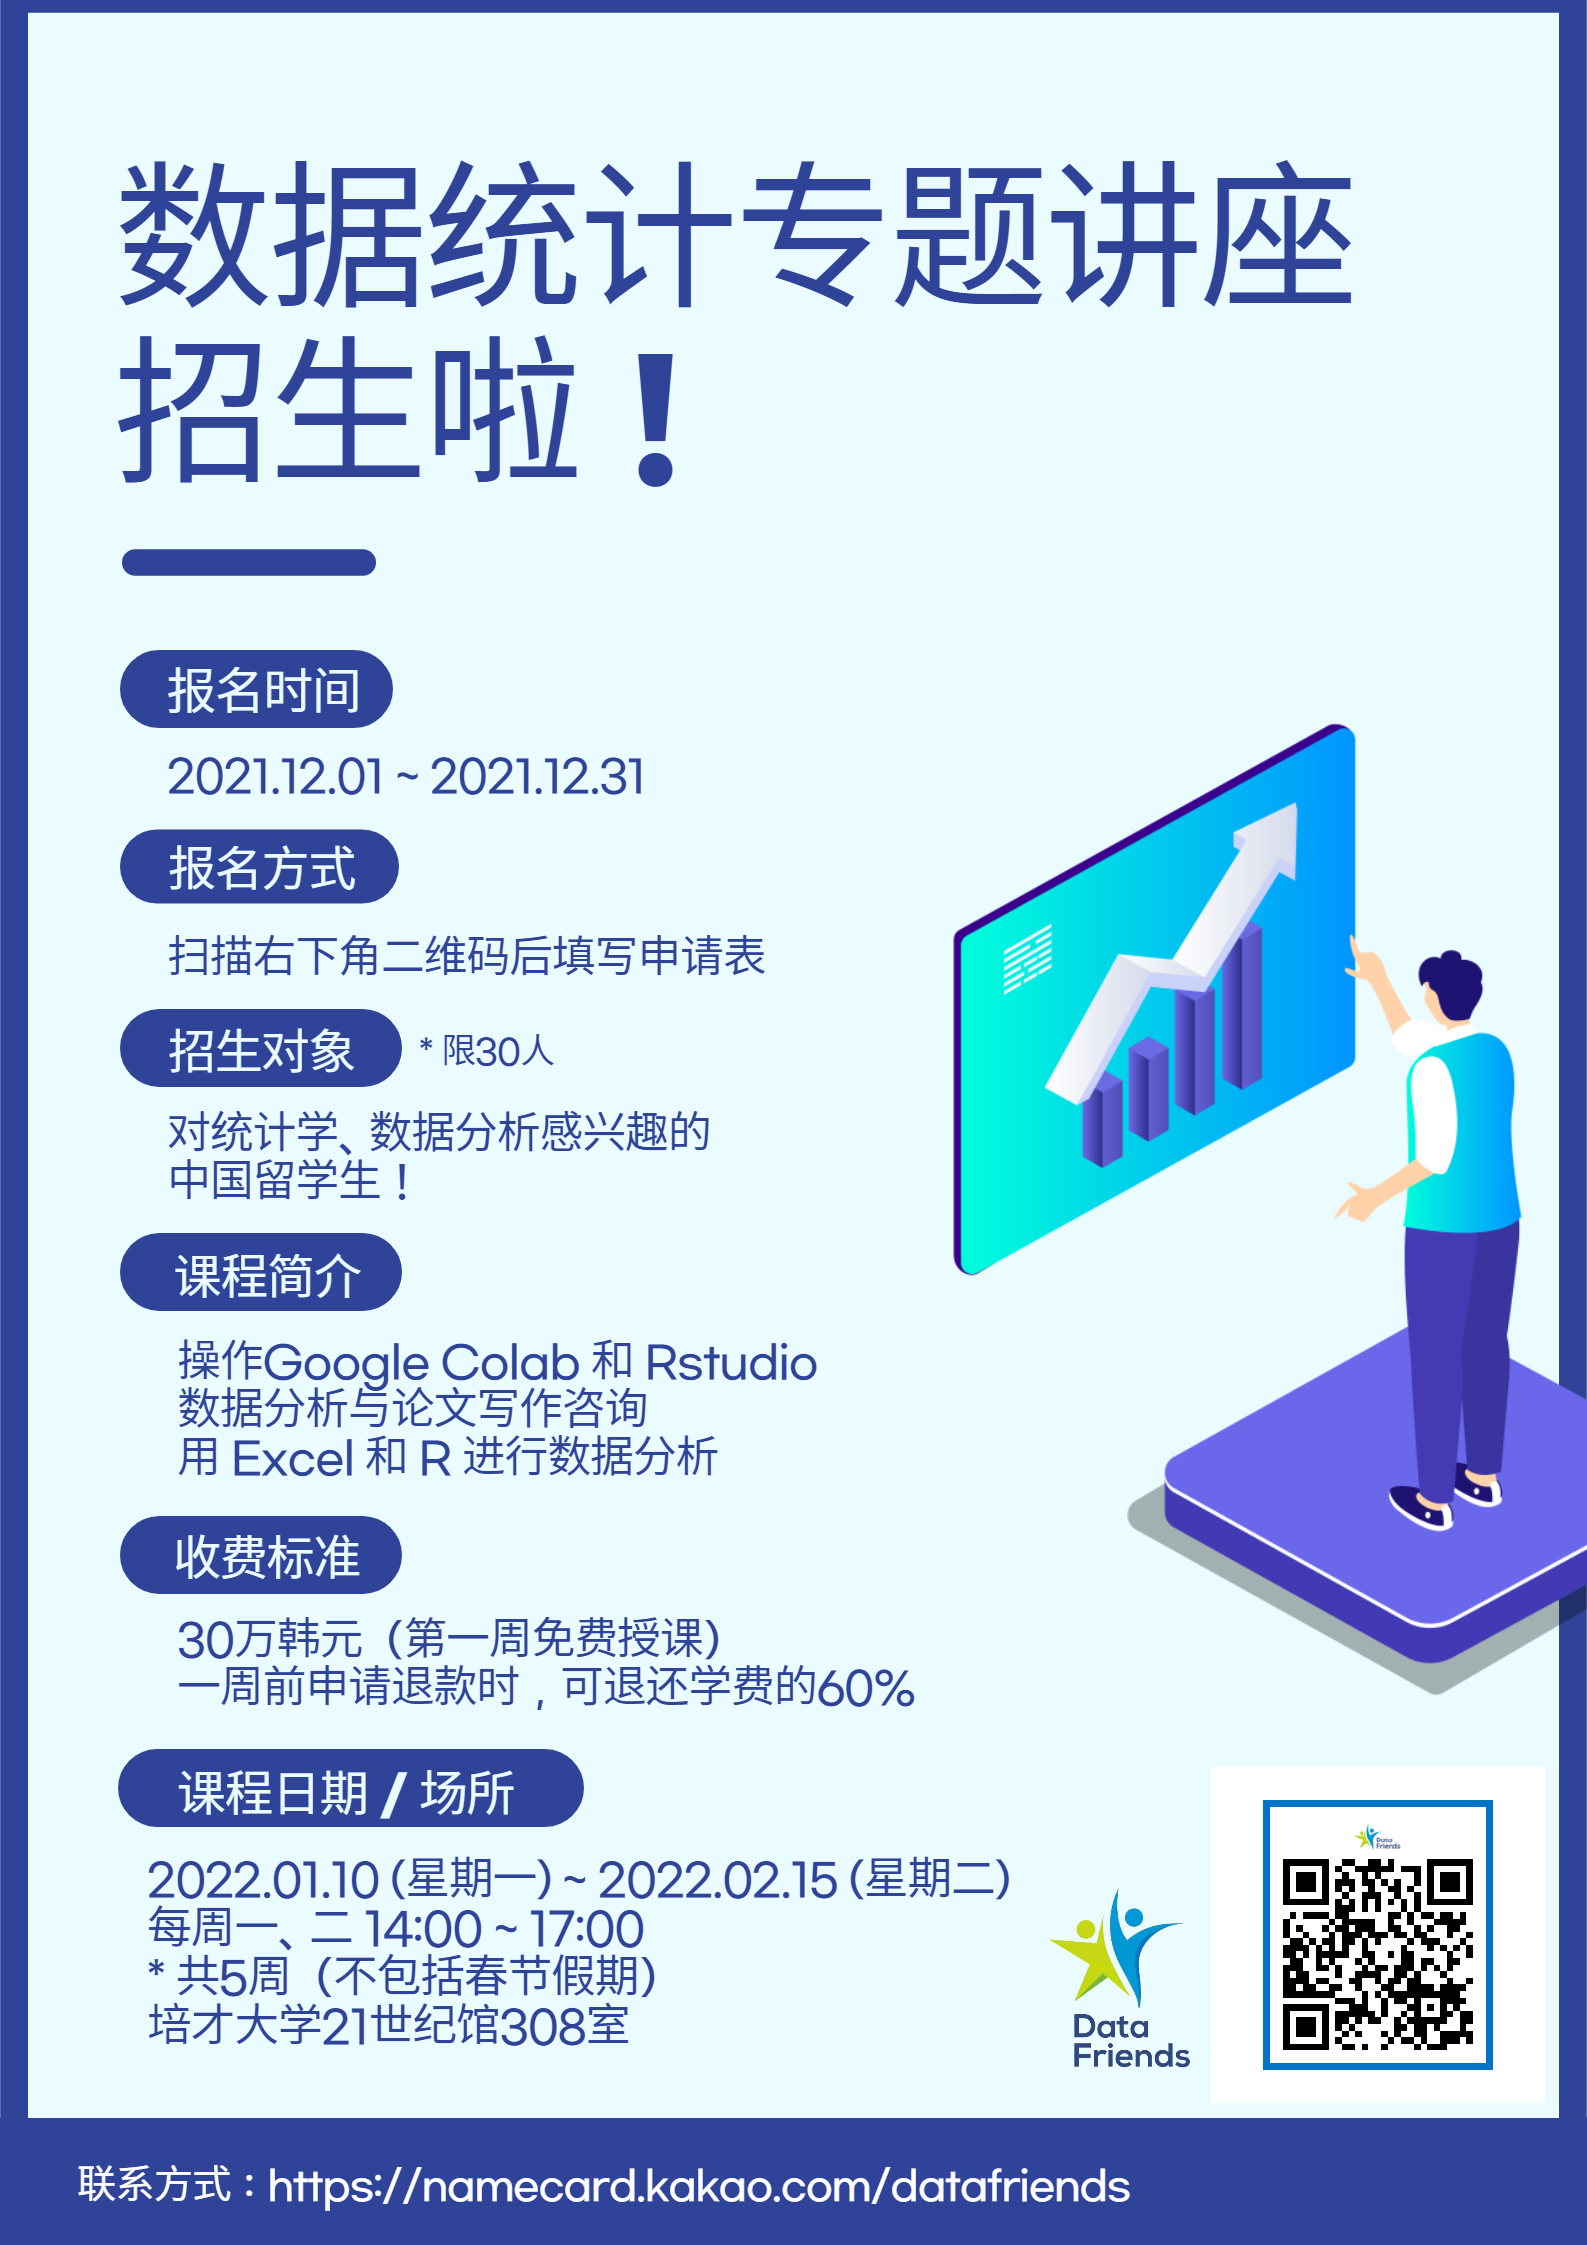 数据统计专题讲座
招生啦！
报名时间
2021.12.01 ~ 2021.12.31
报名方式
扫描右下角二维码后填写申请表
招生对象
* 限30人
对统计学、数据分析感兴趣的
中国留学生！
课程简介
操作Google Colab 和 Rstudio
数据分析与论文写作咨询
用 Excel 和 R 进行数据分析
收费标准
30万韩元（第一周免费授课）
一周前申请退款时，可退还学费的60%
课程日期 / 场所
2022.01.10 (星期一) ~ 2022.02.15 (星期二)
每周一、二 14:00 ~ 17:00
* 共5周（不包括春节假期）
培才大学21世纪馆308室
Data
Friends
Data
Friends
联系方式：https://namecard.kakao.com/datafriends